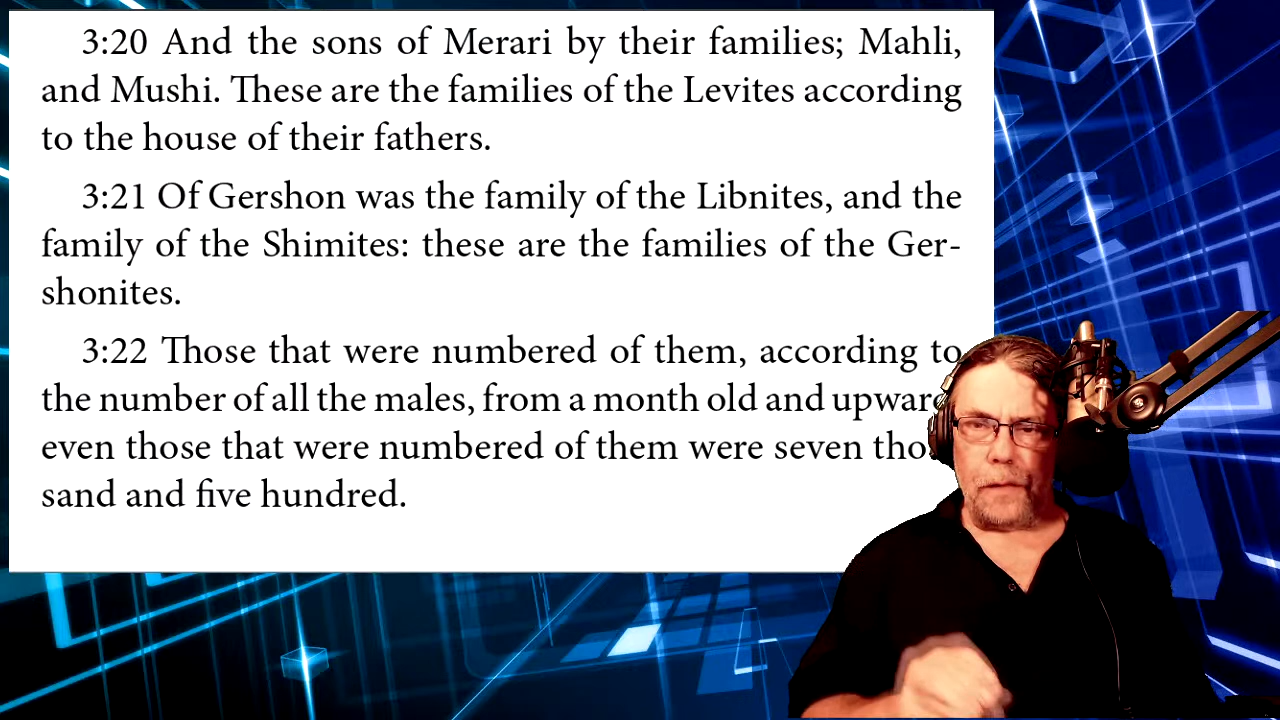 3:20 And the sons of Merari by their families; Mahli,
and Mushi. These are the families of the Levites according
to the house of their fathers.
3:21 Of Gershon was the family of the Libnites, and the
family of the Shimites: these are the families of the Ger-
shonites.
3:22 Those that were numbered of them, according to
the number of all the males, from a month old and upward
even those that were numbered of them were seven thou
sand and five hundred.